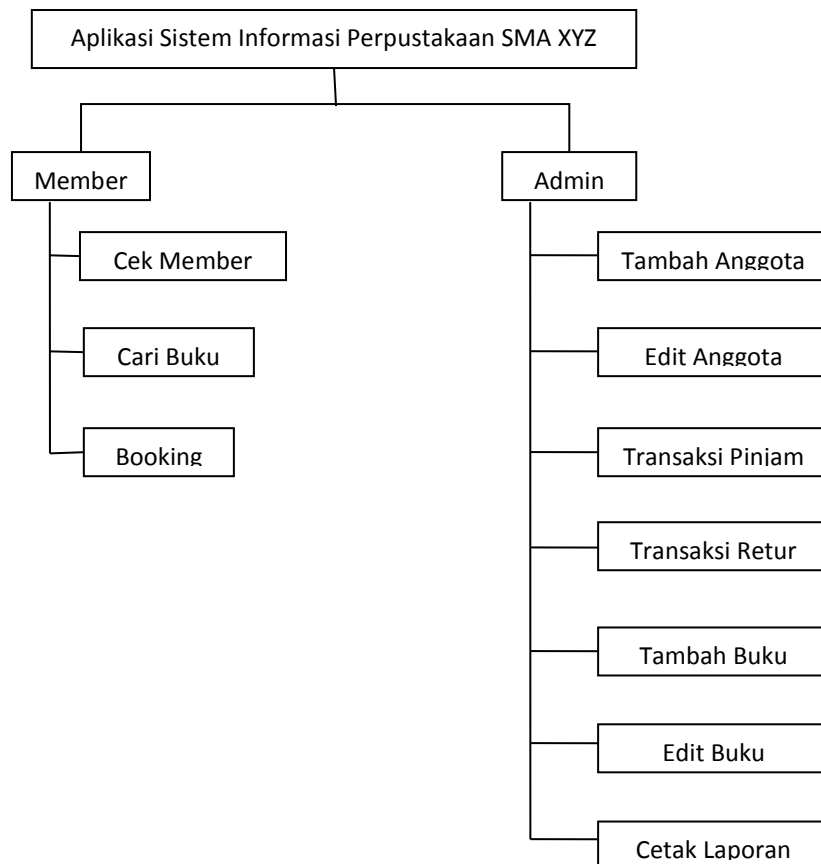 Aplikasi Sistem Informasi Perpustakaan SMA XYZ
Member
Admin
Cek Member
Cari Buku
Booking
Tambah Anggota
Edit Anggota
Transaksi Pinjam
Transaksi Retur
Tambah Buku
Edit Buku
Cetak Laporan